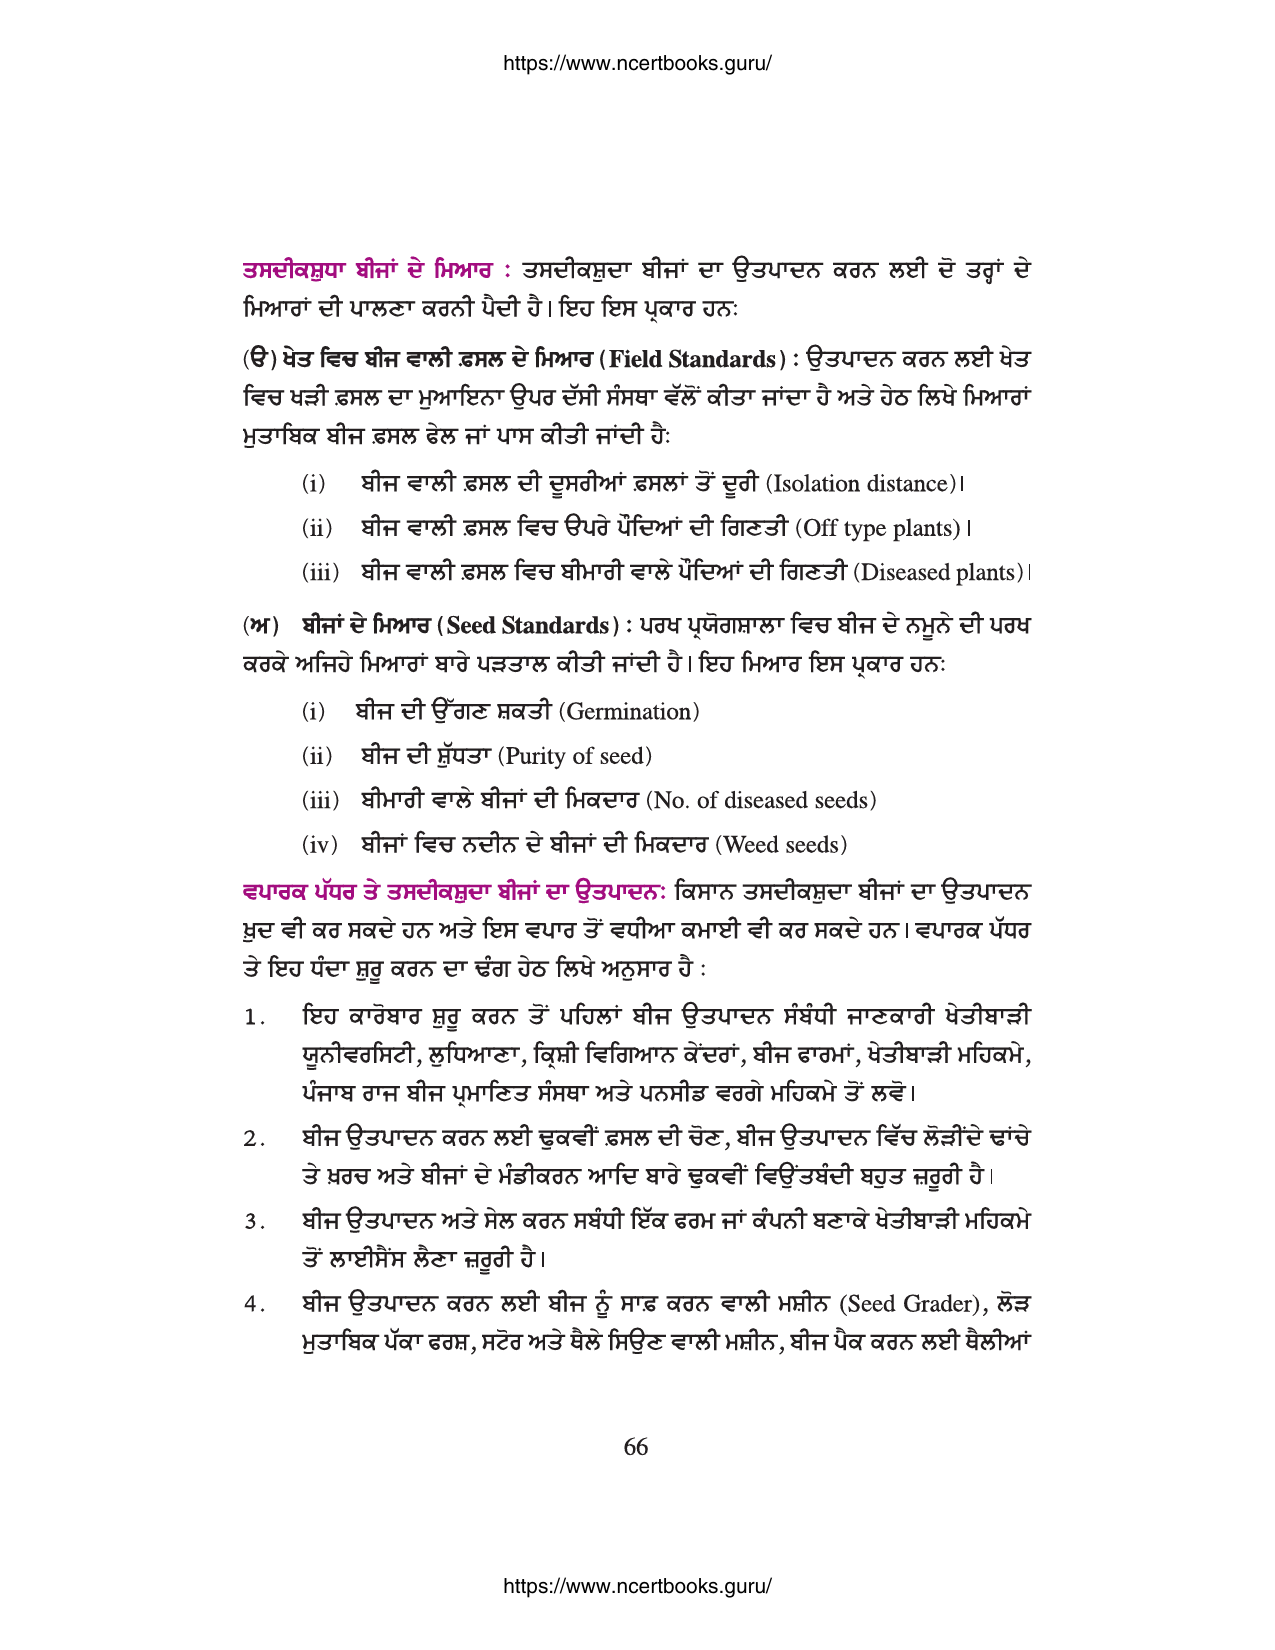 https://www.ncertbooks.guru/
ਤਸਦੀਕਸ਼ੁਧਾ ਬੀਜਾਂ ਦੇ ਮਿਆਰ : ਤਸਦੀਕਸ਼ੁਦਾ ਬੀਜਾਂ ਦਾ ਉਤਪਾਦਨ ਕਰਨ ਲਈ ਦੋ ਤਰ੍ਹਾਂ ਦੇ
ਮਿਆਰਾਂ ਦੀ ਪਾਲਣਾ ਕਰਨੀ ਪੈਦੀ ਹੈ। ਇਹ ਇਸ ਪ੍ਰਕਾਰ ਹਨ:
(ੳ) ਖੇਤ ਵਿਚ ਬੀਜ ਵਾਲੀ ਫ਼ਸਲ ਦੇ ਮਿਆਰ (Field Standards) : ਉਤਪਾਦਨ ਕਰਨ ਲਈ ਖੇਤ
ਵਿਚ ਖੜੀ ਫ਼ਸਲ ਦਾ ਮੁਆਇਨਾ ਉਪਰ ਦੱਸੀ ਸੰਸਥਾ ਵੱਲੋਂ ਕੀਤਾ ਜਾਂਦਾ ਹੈ ਅਤੇ ਹੇਠ ਲਿਖੇ ਮਿਆਰਾਂ
ਮੁਤਾਬਿਕ ਬੀਜ ਫ਼ਸਲ ਫੇਲ ਜਾਂ ਪਾਸ ਕੀਤੀ ਜਾਂਦੀ ਹੈ:
(i) ਬੀਜ ਵਾਲੀ ਫ਼ਸਲ ਦੀ ਦੂਸਰੀਆਂ ਫ਼ਸਲਾਂ ਤੋਂ ਦੂਰੀ (Isolation distance)।
(ii) ਬੀਜ ਵਾਲੀ ਫ਼ਸਲ ਵਿਚ ੳਪਰੇ ਪੌਦਿਆਂ ਦੀ ਗਿਣਤੀ (Off type plants)।
(iii) ਬੀਜ ਵਾਲੀ ਫ਼ਸਲ ਵਿਚ ਬੀਮਾਰੀ ਵਾਲੇ ਪੌਦਿਆਂ ਦੀ ਗਿਣਤੀ (Diseased plants)।
(ਅ) ਬੀਜਾਂ ਦੇ ਮਿਆਰ (Seed Standards) : ਪਰਖ ਪ੍ਰਯੋਗਸ਼ਾਲਾ ਵਿਚ ਬੀਜ ਦੇ ਨਮੂਨੇ ਦੀ ਪਰਖ
ਕਰਕੇ ਅਜਿਹੇ ਮਿਆਰਾਂ ਬਾਰੇ ਪੜਤਾਲ ਕੀਤੀ ਜਾਂਦੀ ਹੈ। ਇਹ ਮਿਆਰ ਇਸ ਪ੍ਰਕਾਰ ਹਨ:
(i) ਬੀਜ ਦੀ ਉੱਗਣ ਸ਼ਕਤੀ (Germination)
(ii) ਬੀਜ ਦੀ ਸ਼ੁੱਧਤਾ (Purity of seed)
(iii) ਬੀਮਾਰੀ ਵਾਲੇ ਬੀਜਾਂ ਦੀ ਮਿਕਦਾਰ (No. of diseased seeds)
(iv) ਬੀਜਾਂ ਵਿਚ ਨਦੀਨ ਦੇ ਬੀਜਾਂ ਦੀ ਮਿਕਦਾਰ (Weed seeds)
ਵਪਾਰਕ ਪੱਧਰ ਤੇ ਤਸਦੀਕਸ਼ੁਦਾ ਬੀਜਾਂ ਦਾ ਉਤਪਾਦਨ: ਕਿਸਾਨ ਤਸਦੀਕਸ਼ੁਦਾ ਬੀਜਾਂ ਦਾ ਉਤਪਾਦਨ
ਖ਼ੁਦ ਵੀ ਕਰ ਸਕਦੇ ਹਨ ਅਤੇ ਇਸ ਵਪਾਰ ਤੋਂ ਵਧੀਆ ਕਮਾਈ ਵੀ ਕਰ ਸਕਦੇ ਹਨ। ਵਪਾਰਕ ਪੱਧਰ
ਤੇ ਇਹ ਧੰਦਾ ਸ਼ੁਰੂ ਕਰਨ ਦਾ ਢੰਗ ਹੇਠ ਲਿਖੇ ਅਨੁਸਾਰ ਹੈ :
1. ਇਹ ਕਾਰੋਬਾਰ ਸ਼ੁਰੂ ਕਰਨ ਤੋਂ ਪਹਿਲਾਂ ਬੀਜ ਉਤਪਾਦਨ ਸੰਬੰਧੀ ਜਾਣਕਾਰੀ ਖੇਤੀਬਾੜੀ
ਯੂਨੀਵਰਸਿਟੀ, ਲੁਧਿਆਣਾ, ਕ੍ਰਿਸ਼ੀ ਵਿਗਿਆਨ ਕੇਂਦਰਾਂ, ਬੀਜ ਫਾਰਮਾਂ, ਖੇਤੀਬਾੜੀ ਮਹਿਕਮੇ,
ਪੰਜਾਬ ਰਾਜ ਬੀਜ ਪ੍ਰਮਾਣਿਤ ਸੰਸਥਾ ਅਤੇ ਪਨਸੀਡ ਵਰਗੇ ਮਹਿਕਮੇ ਤੋਂ ਲਵੋ।
2. ਬੀਜ ਉਤਪਾਦਨ ਕਰਨ ਲਈ ਢੁਕਵੀਂ ਫ਼ਸਲ ਦੀ ਚੋਣ, ਬੀਜ ਉਤਪਾਦਨ ਵਿੱਚ ਲੋੜੀਂਦੇ ਢਾਂਚੇ
ਤੇ ਖ਼ਰਚ ਅਤੇ ਬੀਜਾਂ ਦੇ ਮੰਡੀਕਰਨ ਆਦਿ ਬਾਰੇ ਢੁਕਵੀਂ ਵਿਉਂਤਬੰਦੀ ਬਹੁਤ ਜ਼ਰੂਰੀ ਹੈ।
3. ਬੀਜ ਉਤਪਾਦਨ ਅਤੇ ਸੇਲ ਕਰਨ ਸਬੰਧੀ ਇੱਕ ਫਰਮ ਜਾਂ ਕੰਪਨੀ ਬਣਾਕੇ ਖੇਤੀਬਾੜੀ ਮਹਿਕਮੇ
ਤੋਂ ਲਾਈਸੈਂਸ ਲੈਣਾ ਜ਼ਰੂਰੀ ਹੈ।
4. ਬੀਜ ਉਤਪਾਦਨ ਕਰਨ ਲਈ ਬੀਜ ਨੂੰ ਸਾਫ਼ ਕਰਨ ਵਾਲੀ ਮਸ਼ੀਨ (Seed Grader), ਲੋੜ
ਮੁਤਾਬਿਕ ਪੱਕਾ ਫਰਸ਼, ਸਟੋਰ ਅਤੇ ਥੈਲੇ ਸਿਉਣ ਵਾਲੀ ਮਸ਼ੀਨ, ਬੀਜ ਪੈਕ ਕਰਨ ਲਈ ਥੈਲੀਆਂ
66
https://www.ncertbooks.guru/